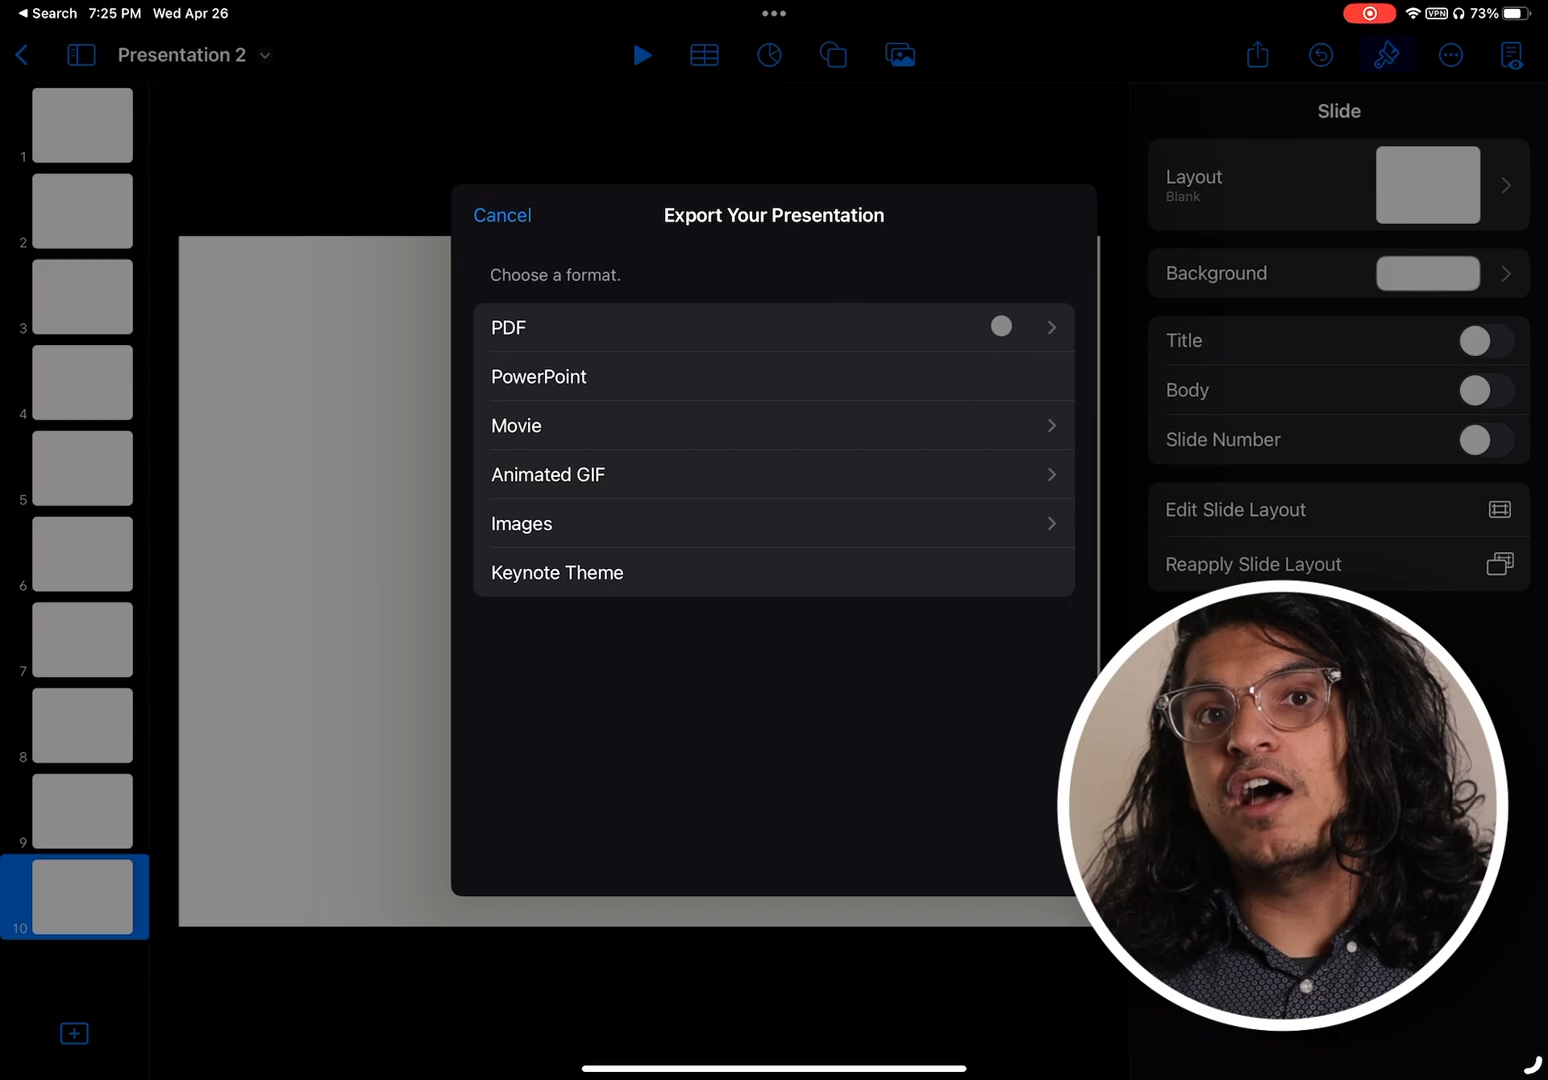 Search 7:25 PM Wed Apr 26
VPN 73%
Presentation 2
Slide
1
2
3
4
5
6
7
8
9
10
Cancel Export Your Presentation
Choose a format.
PDF
PowerPoint
Movie
Animated GIF
Images
Keynote Theme
Layout
Blank
Background
Title
Body
Slide Number
Edit Slide Layout
Reapply Slide Layout